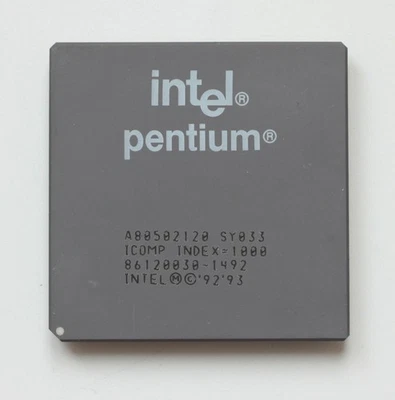 intel®
pentium®
A80502120 SY033
ICOMP INDEX=1000
86120030-1492
INTEL Ⓜ©'92'93